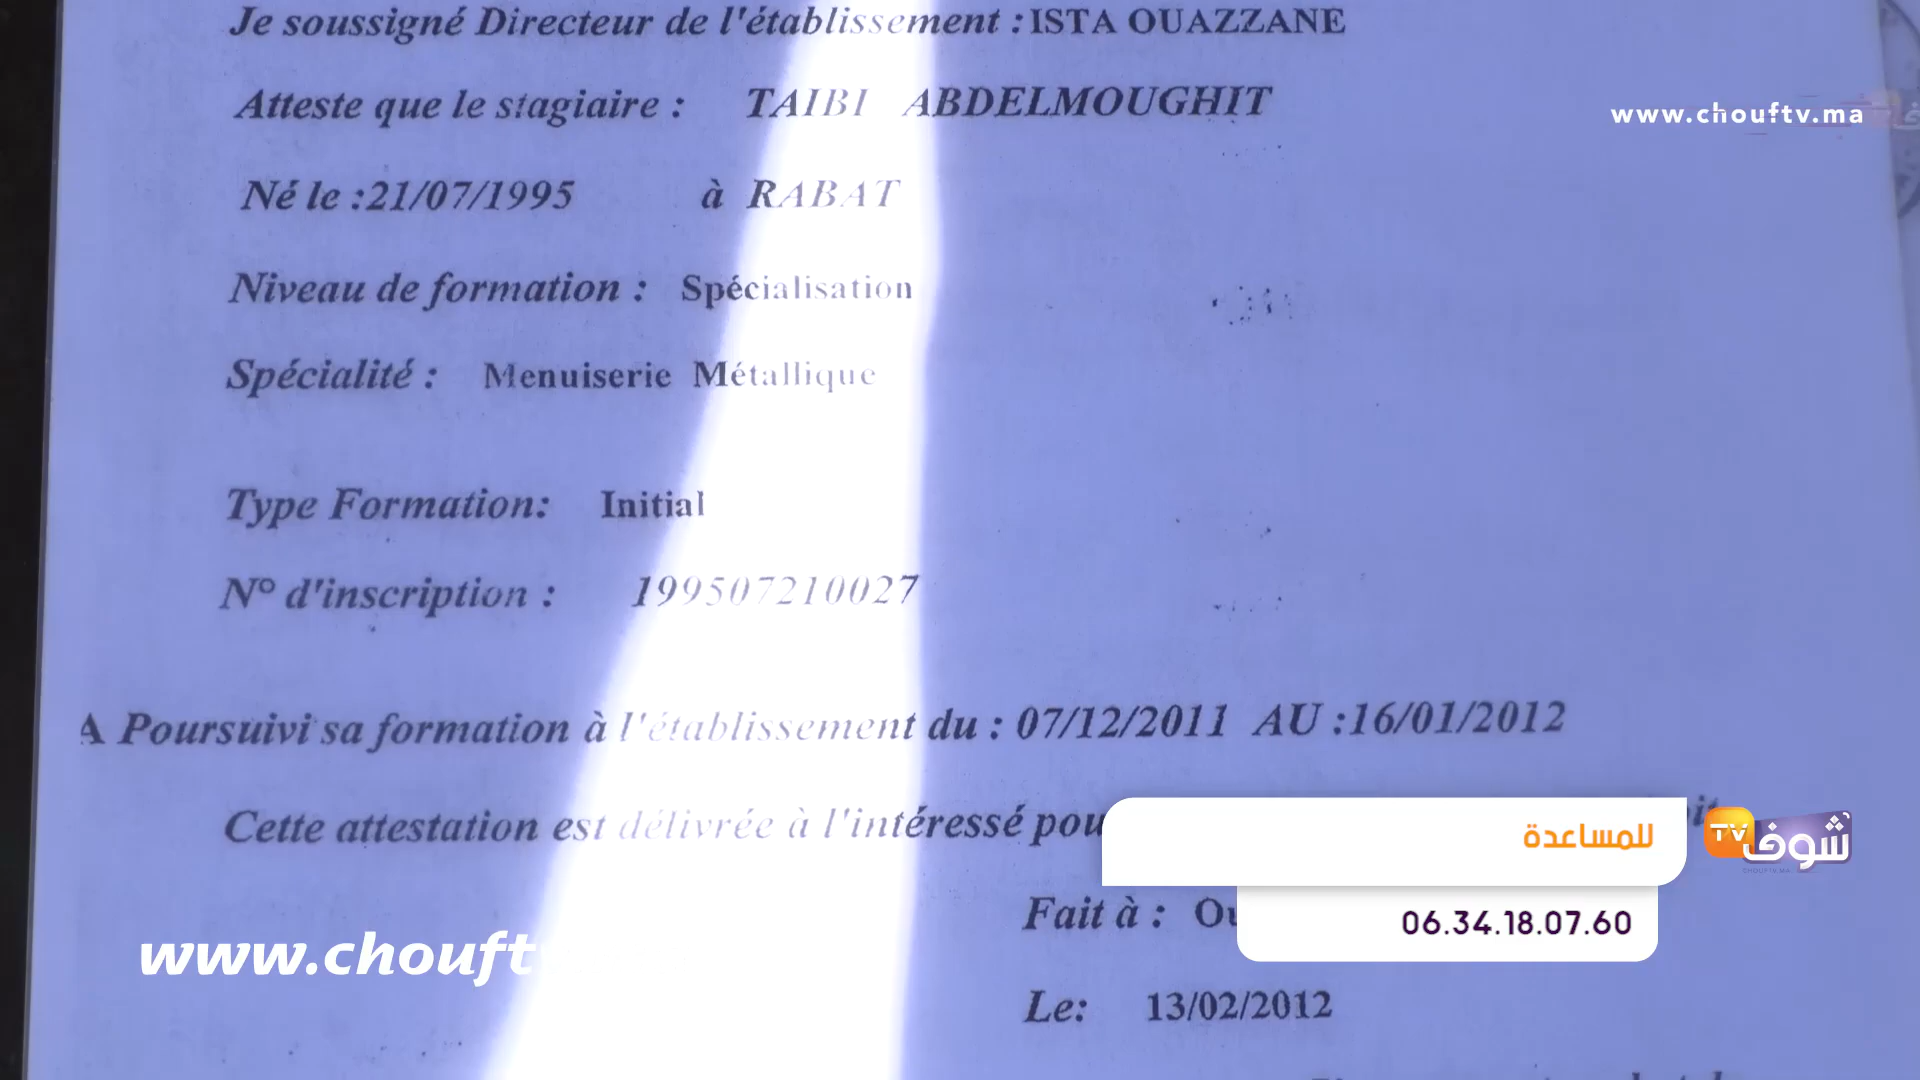 Je soussigné Directeur de l'établissement : ISTA OUAZZANE
Atteste que le stagiaire : TAIBI ABDELMOUGHIT
www.chouftv.ma
Né le :21/07/1995 à RABAT
Niveau de formation : Spécialisation
Spécialité : Menuiserie Métallique
Type Formation: Initial
N° d'inscription : 199507210027
A Poursuivi sa formation à l'établissement du : 07/12/2011 AU :16/01/2012
Cette attestation est délivrée à l'intéressé pou
للمساعدة
شوف TV
CHOUFTV.MA
Fait à : Ou
06.34.18.07.60
www.chouft
Le: 13/02/2012